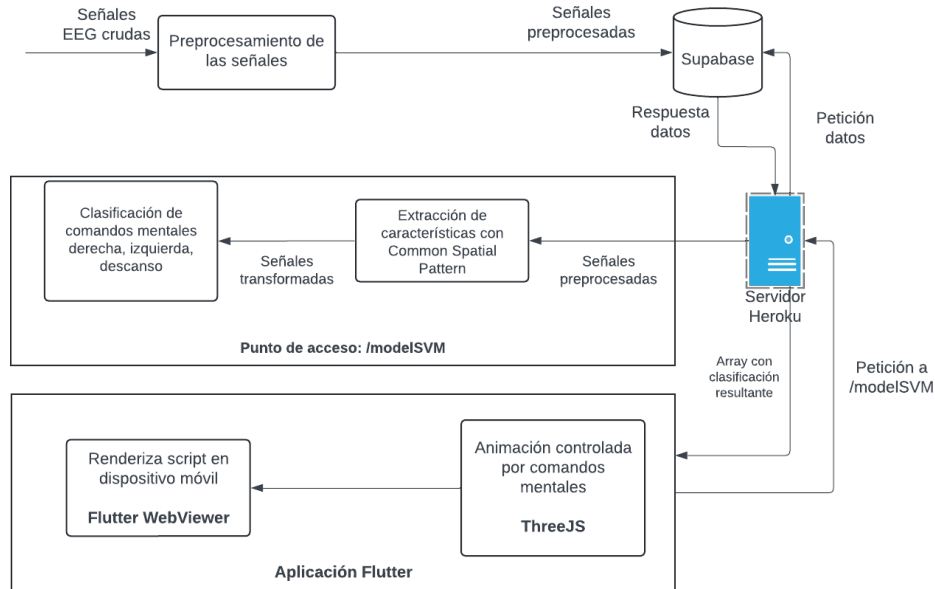 Señales
EEG crudas
Preprocesamiento de
las señales
Señales
preprocesadas
Supabase
Respuesta
datos
Petición
datos
Clasificación de
comandos mentales
derecha, izquierda,
descanso
Señales
transformadas
Extracción de
características con
Common Spatial
Pattern
Señales
preprocesadas
Servidor
Heroku
Punto de acceso: /modelSVM
Array con
clasificación
resultante
Petición a
/modelSVM
Renderiza script en
dispositivo móvil
Flutter WebViewer
Animación controlada
por comandos
mentales
ThreeJS
Aplicación Flutter